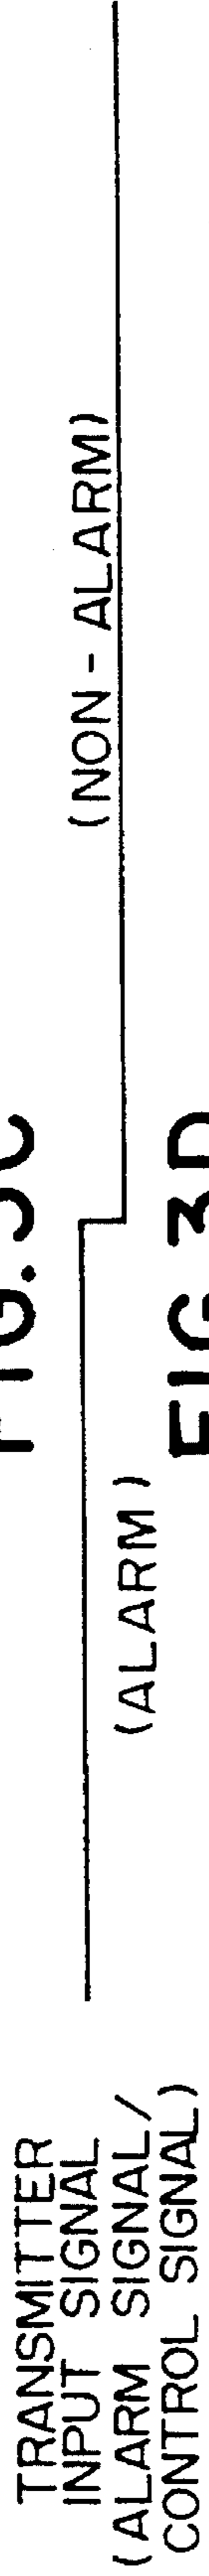 TRANSMITTER
INPUT SIGNAL
(ALARM SIGNAL/
CONTROL SIGNAL)
(ALARM)
(NON-ALARM)